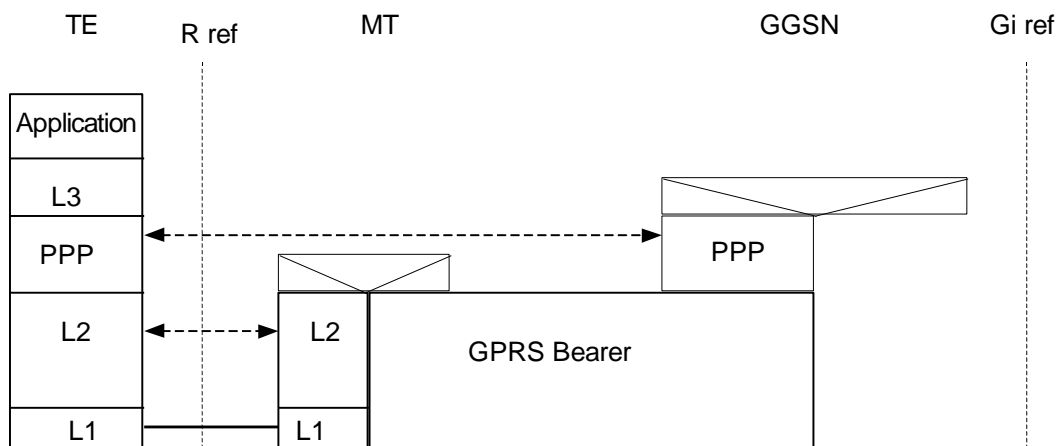 TE
R ref
MT
GGSN
Gi ref
Application
L3
PPP
PPP
L2
L2
GPRS Bearer
L1
L1